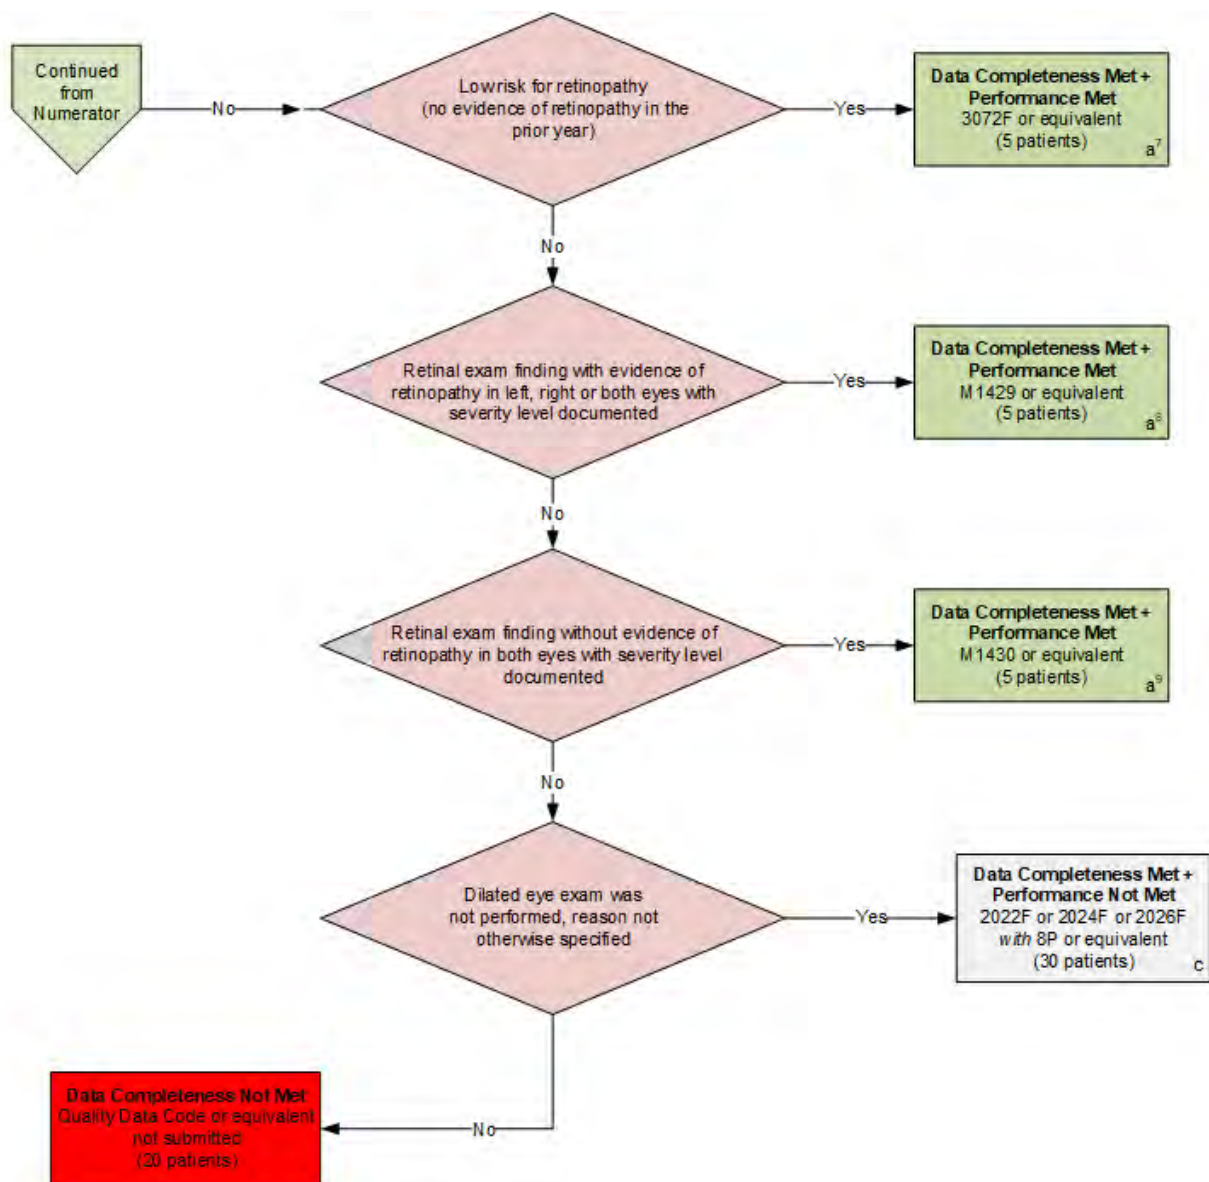 Continued
from
Numerator
No
Lowrisk for retinopathy
(no evidence of retinopathy in the
prior year)
Yes
Data Completeness Met +
Performance Met
3072F or equivalent
(5 patients)
a⁷
No
Retinal exam finding with evidence of
retinopathy in left, right or both eyes with
severity level documented
Yes
Data Completeness Met +
Performance Met
M1429 or equivalent
(5 patients)
a⁸
No
Retinal exam finding without evidence of
retinopathy in both eyes with severity level
documented
Yes
Data Completeness Met +
Performance Met
M1430 or equivalent
(5 patients)
a⁹
No
Dilated eye exam was
not performed, reason not
otherwise specified
Yes
Data Completeness Met +
Performance Not Met
2022F or 2024F or 2026F
with 8P or equivalent
(30 patients)
c
No
Data Completeness Not Met
Quality Data Code or equivalent
not submitted
(20 patients)